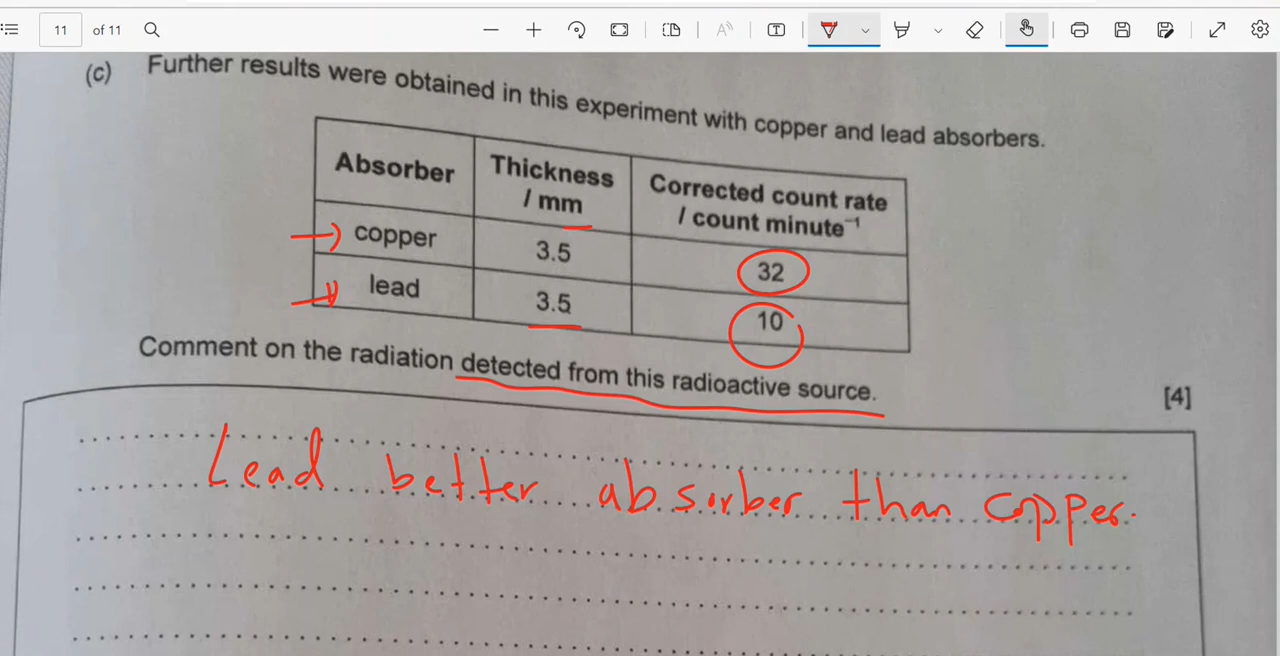 11 of 11
(c) Further results were obtained in this experiment with copper and lead absorbers.
Absorber Thickness / mm Corrected count rate / count minute⁻¹
copper 3.5 32
lead 3.5 10
Comment on the radiation detected from this radioactive source.
[4]
Lead better absorber than copper.